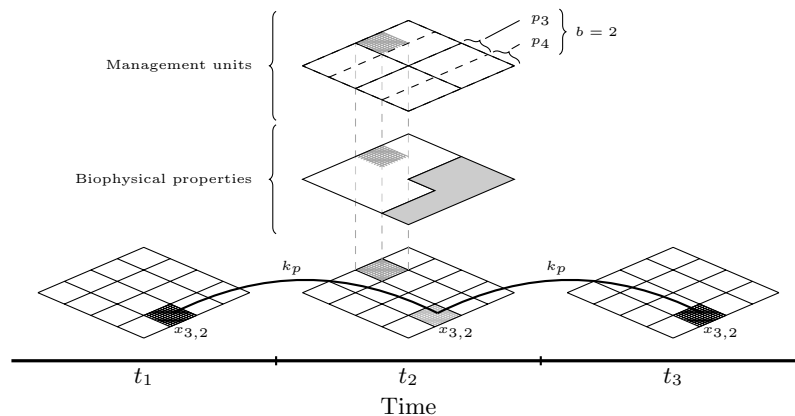 p3
p4
b = 2
Management units
Biophysical properties
kp
kp
x3,2
x3,2
x3,2
t1
t2
t3
Time